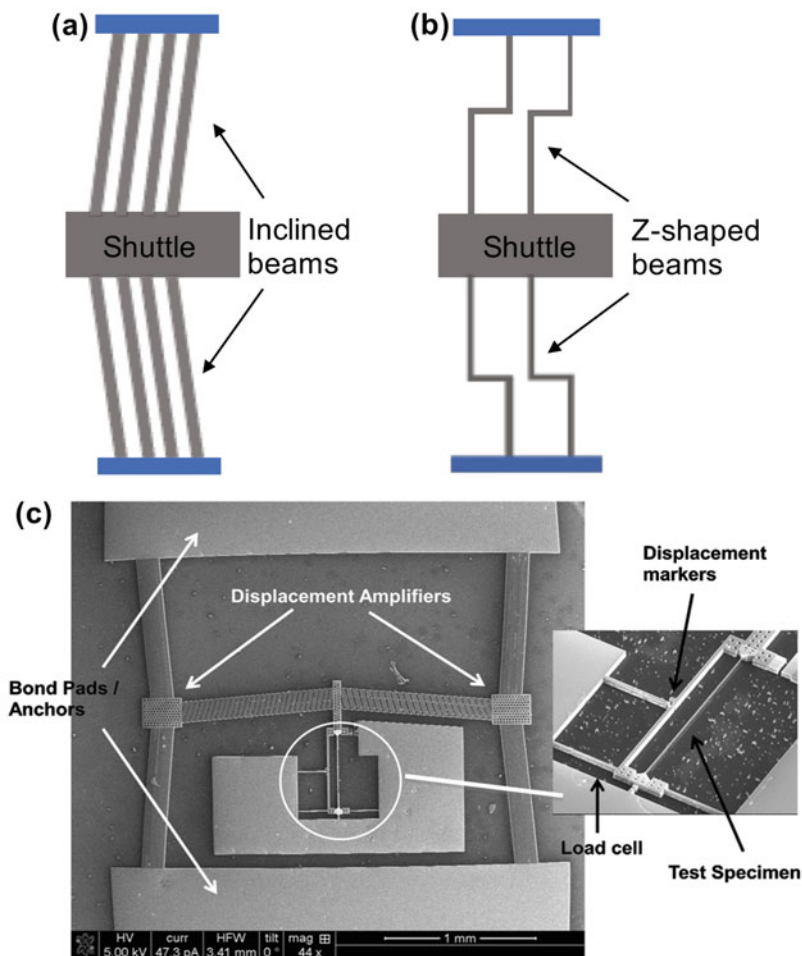 (a)
(b)
Shuttle
Inclined
beams
Shuttle
Z-shaped
beams
(c)
Displacement
markers
Displacement Amplifiers
Bond Pads /
Anchors
Load cell
Test Specimen
HV curr HFW tilt mag
5.00 kV 47.3 pA 3.41 mm 0° 44 x
1 mm